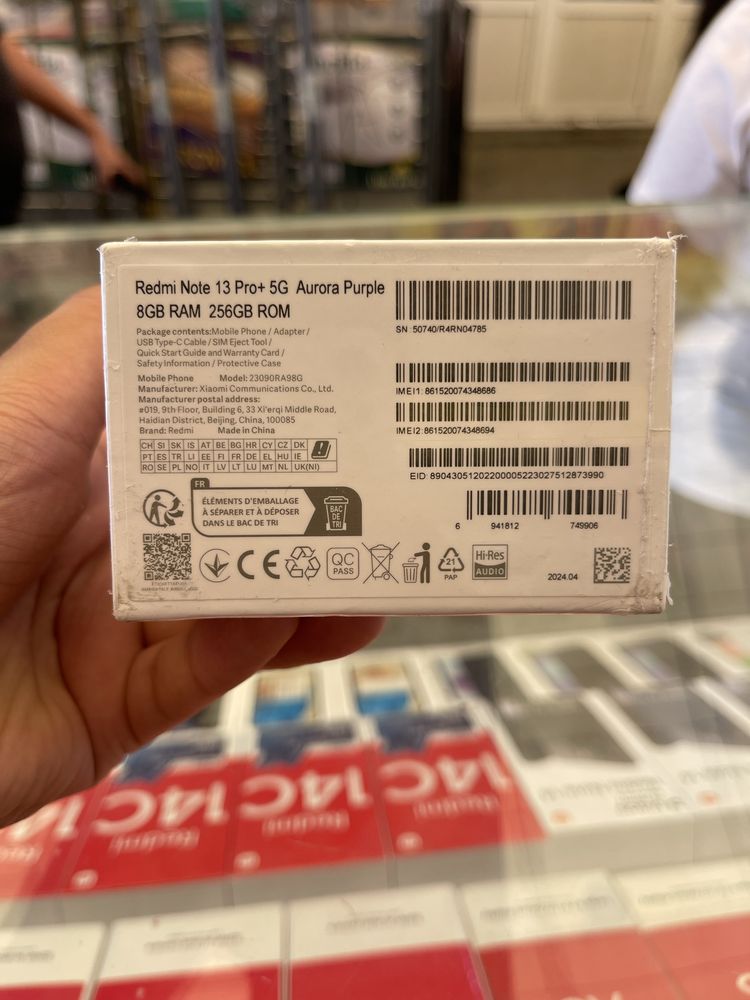 Redmi Note 13 Pro+ 5G Aurora Purple
8GB RAM 256GB ROM
Package contents:Mobile Phone / Adapter /
USB Type-C Cable / SIM Eject Tool /
Quick Start Guide and Warranty Card /
Safety Information / Protective Case
Mobile Phone Model: 23090RA98G
Manufacturer: Xiaomi Communications Co., Ltd.
Manufacturer postal address:
#019, 9th Floor, Building 6, 33 Xi'erqi Middle Road,
Haidian District, Beijing, China, 100085
Brand: Redmi Made in China
CH SI SK IS AT BE BG HR CY CZ DK
PT ES TR LI EE FI FR DE EL HU IE
RO SE PL NO IT LV LT LU MT NL UK(NI)
SN 50740/R4RN04785
IMEI1: 861520074348686
IMEI2: 861520074348694
EID 89043051202200005223027512873990
6 941812 749906
FR
ÉLÉMENTS D'EMBALLAGE
À SÉPARER ET À DÉPOSER
DANS LE BAC DE TRI
BAC
DE
TRI
CE
QC
PASS
21
PAP
Hi-Res
AUDIO
2024.04
14C
Redmi
14C
Redmi
14C
Redmi